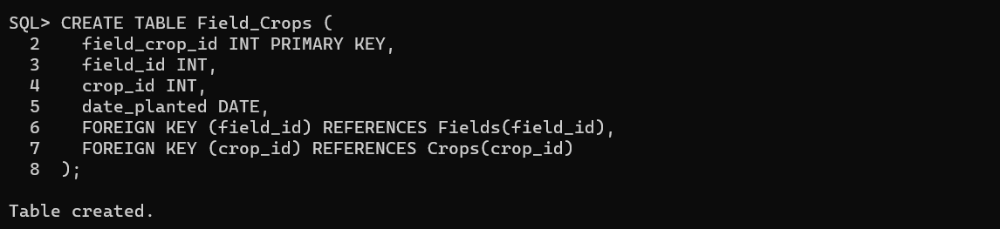 SQL> CREATE TABLE Field_Crops (
  2    field_crop_id INT PRIMARY KEY,
  3    field_id INT,
  4    crop_id INT,
  5    date_planted DATE,
  6    FOREIGN KEY (field_id) REFERENCES Fields(field_id),
  7    FOREIGN KEY (crop_id) REFERENCES Crops(crop_id)
  8  );
Table created.